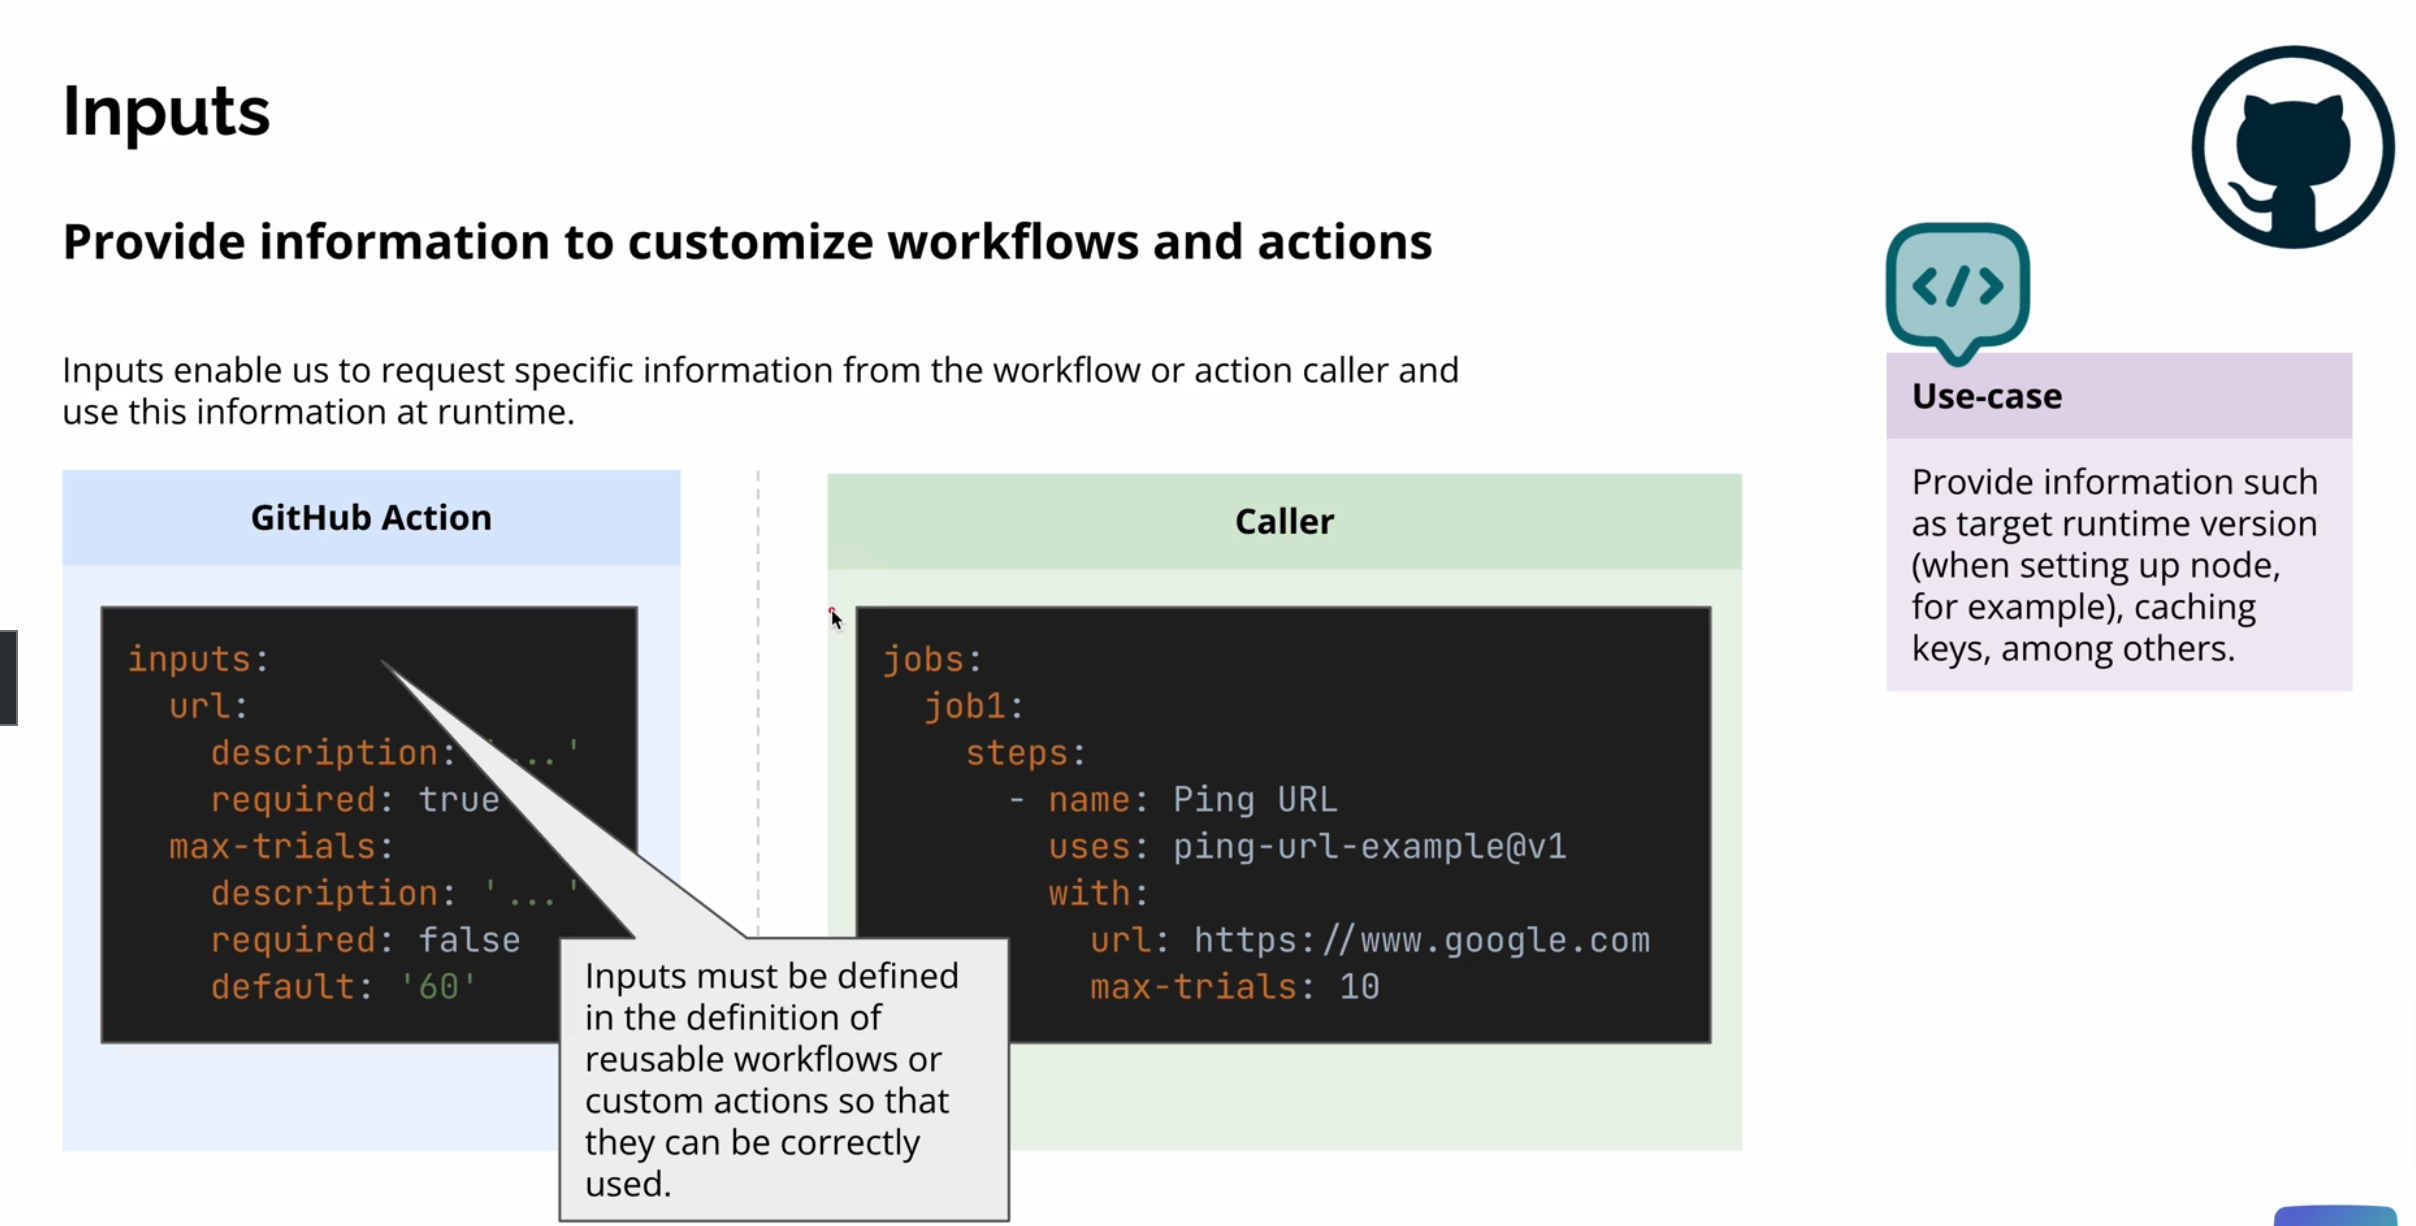 Inputs
Provide information to customize workflows and actions
Inputs enable us to request specific information from the workflow or action caller and
use this information at runtime.
GitHub Action
inputs:
  url:
    description: '...'
    required: true
  max-trials:
    description: '...'
    required: false
    default: '60'
Inputs must be defined
in the definition of
reusable workflows or
custom actions so that
they can be correctly
used.
Caller
jobs:
  job1:
    steps:
      - name: Ping URL
        uses: ping-url-example@v1
        with:
          url: https://www.google.com
          max-trials: 10
</>
Use-case
Provide information such
as target runtime version
(when setting up node,
for example), caching
keys, among others.